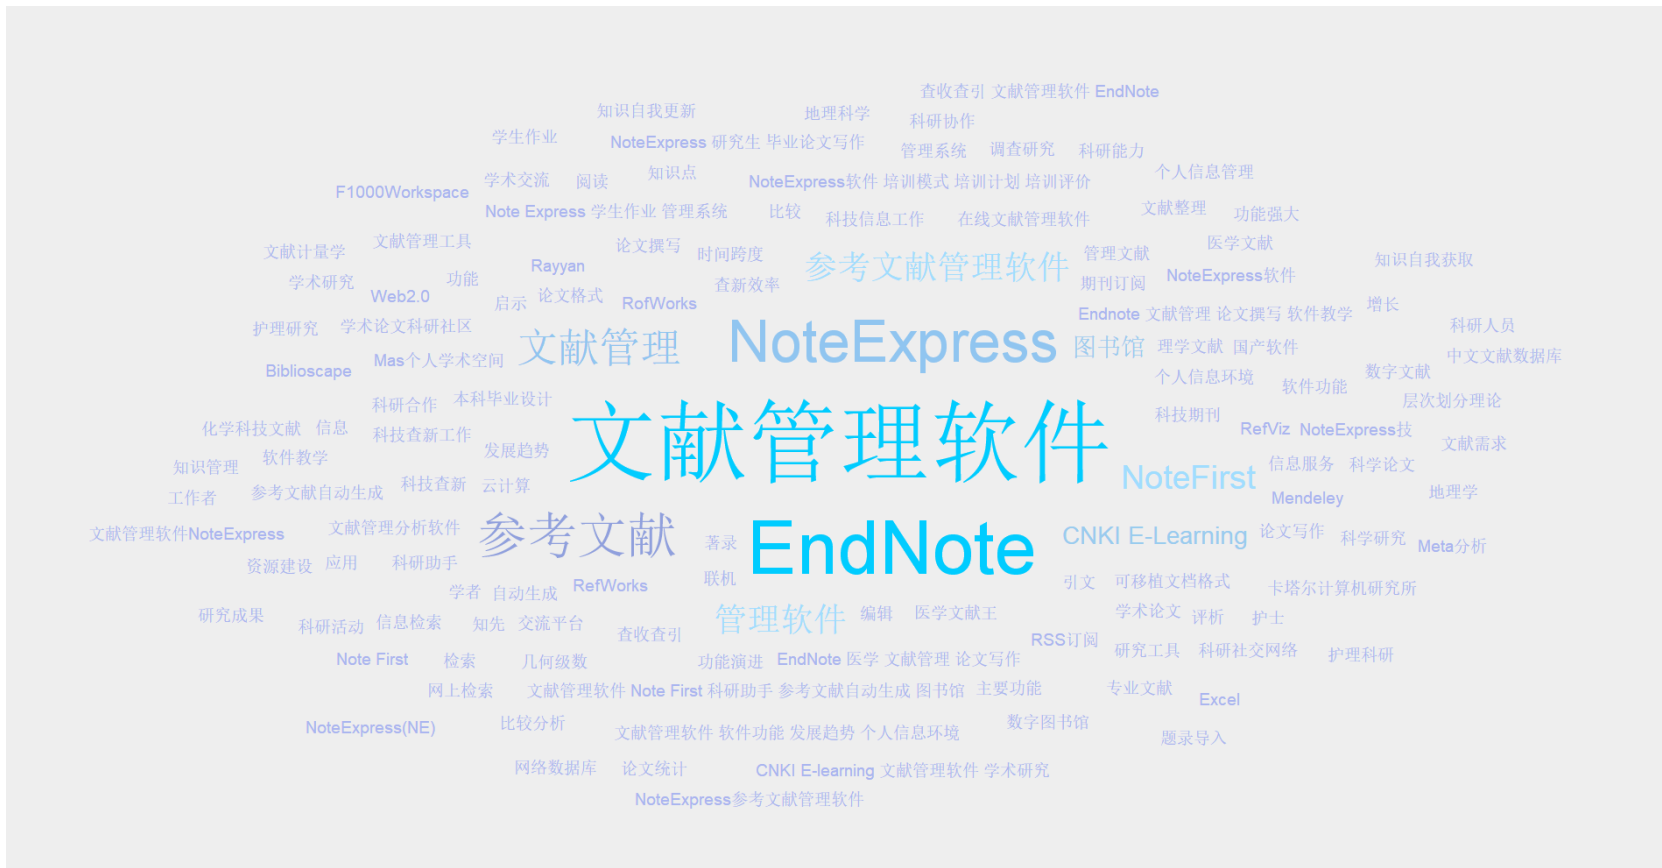 查收查引 文献管理软件 EndNote
知识自我更新
地理科学
科研协作
学生作业
NoteExpress 研究生 毕业论文写作
管理系统
调查研究
科研能力
个人信息管理
F1000Workspace
学术交流
阅读
知识点
NoteExpress软件 培训模式 培训计划 培训评价
Note Express 学生作业 管理系统
比较
科技信息工作
在线文献管理软件
文献整理
功能强大
文献计量学
文献管理工具
论文撰写
时间跨度
参考文献管理软件
管理文献
医学文献
知识自我获取
学术研究
功能
Rayyan
查新效率
期刊订阅
NoteExpress软件
Web2.0
启示
论文格式
RofWorks
Endnote 文献管理 论文撰写 软件教学
增长
护理研究
学术论文科研社区
文献管理
NoteExpress
图书馆
理学文献
国产软件
科研人员
中文文献数据库
Biblioscape
Mas个人学术空间
个人信息环境
软件功能
数字文献
科研合作
本科毕业设计
文献管理软件
科技期刊
层次划分理论
化学科技文献
信息
科技查新工作
发展趋势
RefViz
NoteExpress技
文献需求
知识管理
软件教学
NoteFirst
信息服务
科学论文
工作者
参考文献自动生成
科技查新
云计算
Mendeley
地理学
文献管理软件NoteExpress
文献管理分析软件
参考文献
著录
EndNote
CNKI E-Learning
论文写作
科学研究
Meta分析
资源建设
应用
科研助手
学者
自动生成
RefWorks
联机
引文
可移植文档格式
卡塔尔计算机研究所
研究成果
科研活动
信息检索
知先
交流平台
查收查引
管理软件
编辑
医学文献王
学术论文
评析
护士
RSS订阅
Note First
检索
几何级数
功能演进
EndNote 医学 文献管理 论文写作
研究工具
科研社交网络
护理科研
网上检索
文献管理软件 Note First 科研助手 参考文献自动生成 图书馆
主要功能
专业文献
Excel
NoteExpress(NE)
比较分析
文献管理软件 软件功能 发展趋势 个人信息环境
数字图书馆
题录导入
网络数据库
论文统计
CNKI E-learning 文献管理软件 学术研究
NoteExpress参考文献管理软件